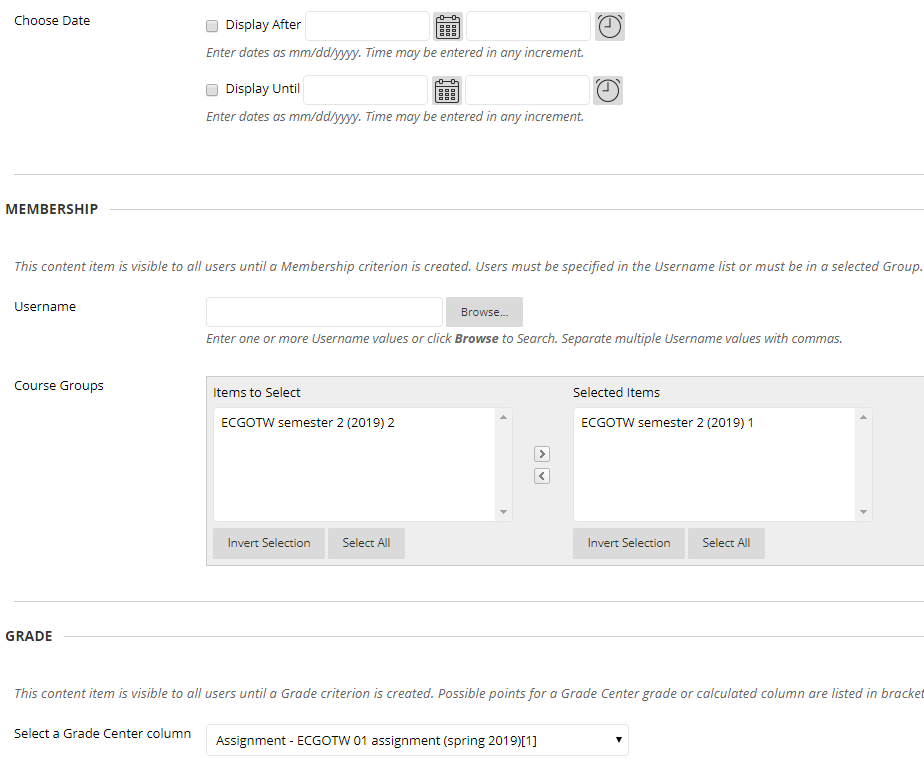 Choose Date
Display After
Enter dates as mm/dd/yyyy. Time may be entered in any increment.
Display Until
Enter dates as mm/dd/yyyy. Time may be entered in any increment.
MEMBERSHIP
This content item is visible to all users until a Membership criterion is created. Users must be specified in the Username list or must be in a selected Group.
Username
Browse...
Enter one or more Username values or click Browse to Search. Separate multiple Username values with commas.
Course Groups
Items to Select
Selected Items
ECGOTW semester 2 (2019) 2
ECGOTW semester 2 (2019) 1
Invert Selection
Select All
Invert Selection
Select All
GRADE
This content item is visible to all users until a Grade criterion is created. Possible points for a Grade Center grade or calculated column are listed in bracket
Select a Grade Center column
Assignment - ECGOTW 01 assignment (spring 2019)[1]